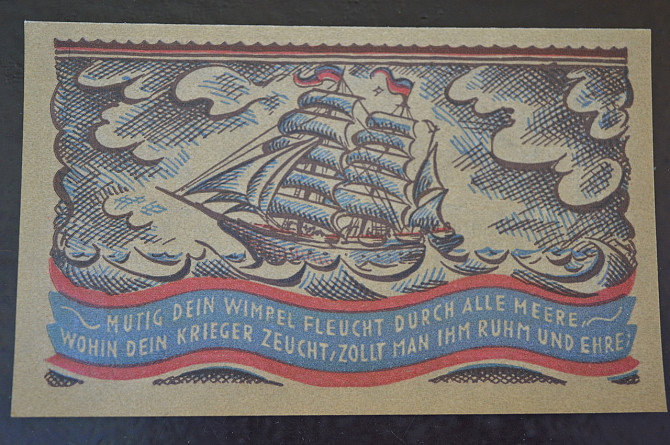 MUTIG DEIN WIMPEL FLEUCHT DURCH ALLE MEERE,
WOHIN DEIN KRIEGER ZEUCHT, ZOLLT MAN IHM RUHM UND EHRE.